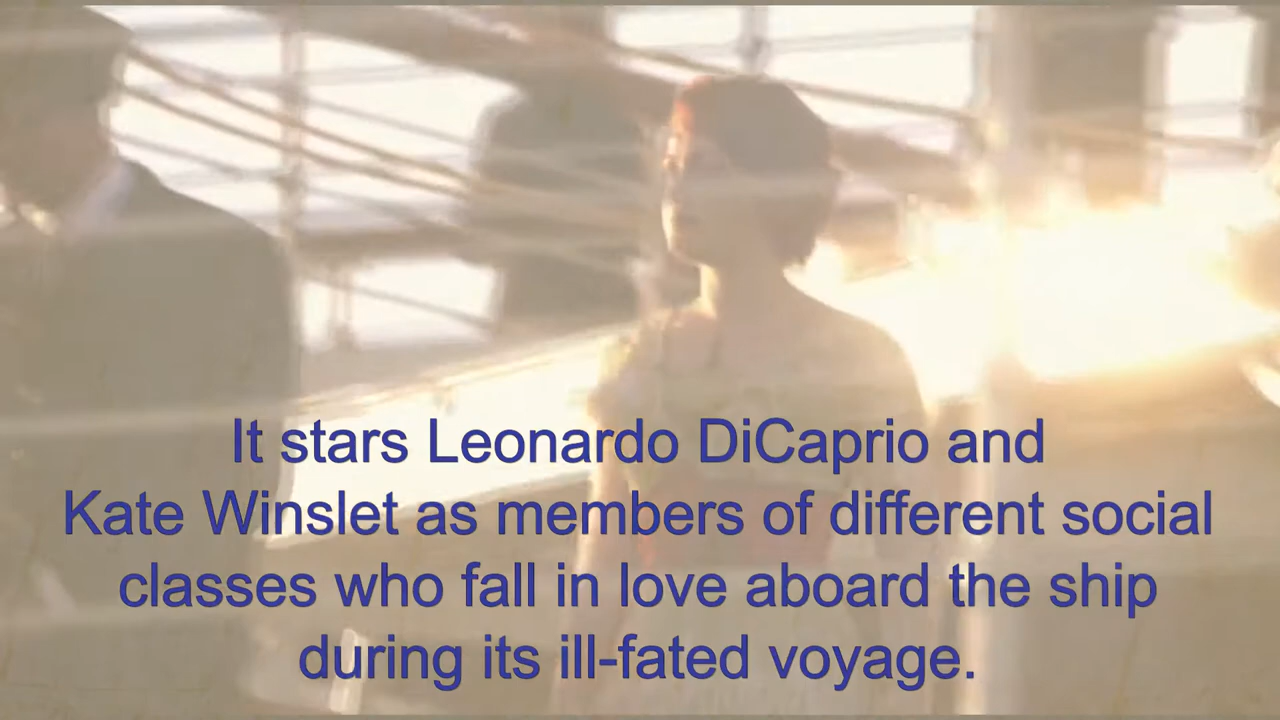 It stars Leonardo DiCaprio and
Kate Winslet as members of different social
classes who fall in love aboard the ship
during its ill-fated voyage.